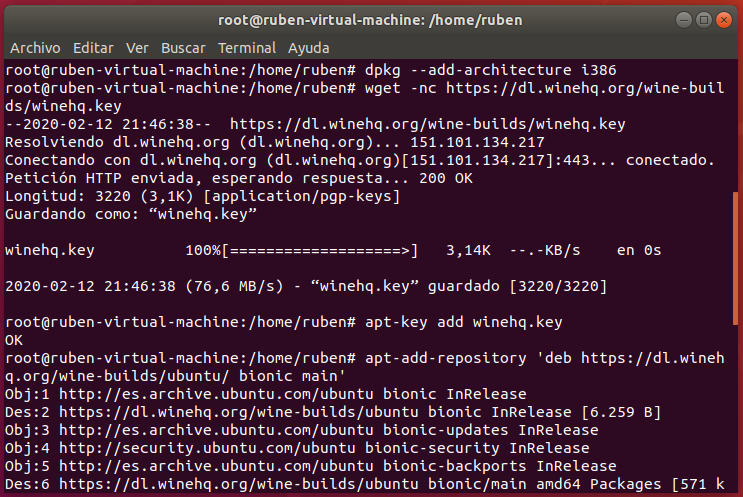 root@ruben-virtual-machine: /home/ruben
Archivo Editar Ver Buscar Terminal Ayuda
root@ruben-virtual-machine:/home/ruben# dpkg --add-architecture i386
root@ruben-virtual-machine:/home/ruben# wget -nc https://dl.winehq.org/wine-buil
ds/winehq.key
--2020-02-12 21:46:38--  https://dl.winehq.org/wine-builds/winehq.key
Resolviendo dl.winehq.org (dl.winehq.org)... 151.101.134.217
Conectando con dl.winehq.org (dl.winehq.org)[151.101.134.217]:443... conectado.
Petición HTTP enviada, esperando respuesta... 200 OK
Longitud: 3220 (3,1K) [application/pgp-keys]
Guardando como: “winehq.key”
winehq.key          100%[===================>]   3,14K  --.-KB/s    en 0s
2020-02-12 21:46:38 (76,6 MB/s) - “winehq.key” guardado [3220/3220]
root@ruben-virtual-machine:/home/ruben# apt-key add winehq.key
OK
root@ruben-virtual-machine:/home/ruben# apt-add-repository 'deb https://dl.wineh
q.org/wine-builds/ubuntu/ bionic main'
Obj:1 http://es.archive.ubuntu.com/ubuntu bionic InRelease
Des:2 https://dl.winehq.org/wine-builds/ubuntu bionic InRelease [6.259 B]
Obj:3 http://es.archive.ubuntu.com/ubuntu bionic-updates InRelease
Obj:4 http://security.ubuntu.com/ubuntu bionic-security InRelease
Obj:5 http://es.archive.ubuntu.com/ubuntu bionic-backports InRelease
Des:6 https://dl.winehq.org/wine-builds/ubuntu bionic/main amd64 Packages [571 k